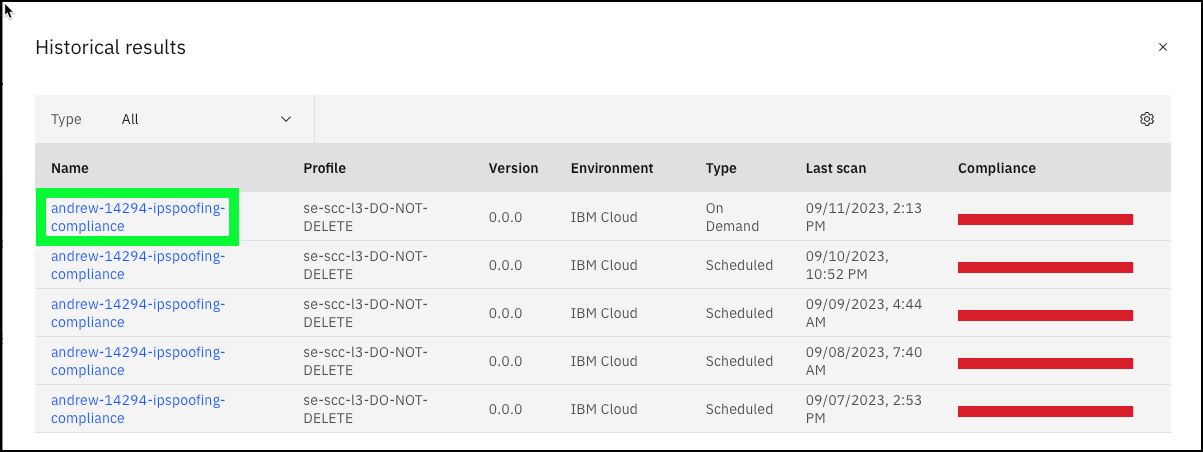 Historical results
Type All
Name Profile Version Environment Type Last scan Compliance
andrew-14294-ipspoofing- se-scc-l3-DO-NOT- 0.0.0 IBM Cloud On 09/11/2023, 2:13
compliance DELETE Demand PM
andrew-14294-ipspoofing- se-scc-l3-DO-NOT- 0.0.0 IBM Cloud Scheduled 09/10/2023,
compliance DELETE 10:52 PM
andrew-14294-ipspoofing- se-scc-l3-DO-NOT- 0.0.0 IBM Cloud Scheduled 09/09/2023, 4:44
compliance DELETE AM
andrew-14294-ipspoofing- se-scc-l3-DO-NOT- 0.0.0 IBM Cloud Scheduled 09/08/2023, 7:40
compliance DELETE AM
andrew-14294-ipspoofing- se-scc-l3-DO-NOT- 0.0.0 IBM Cloud Scheduled 09/07/2023, 2:53
compliance DELETE PM